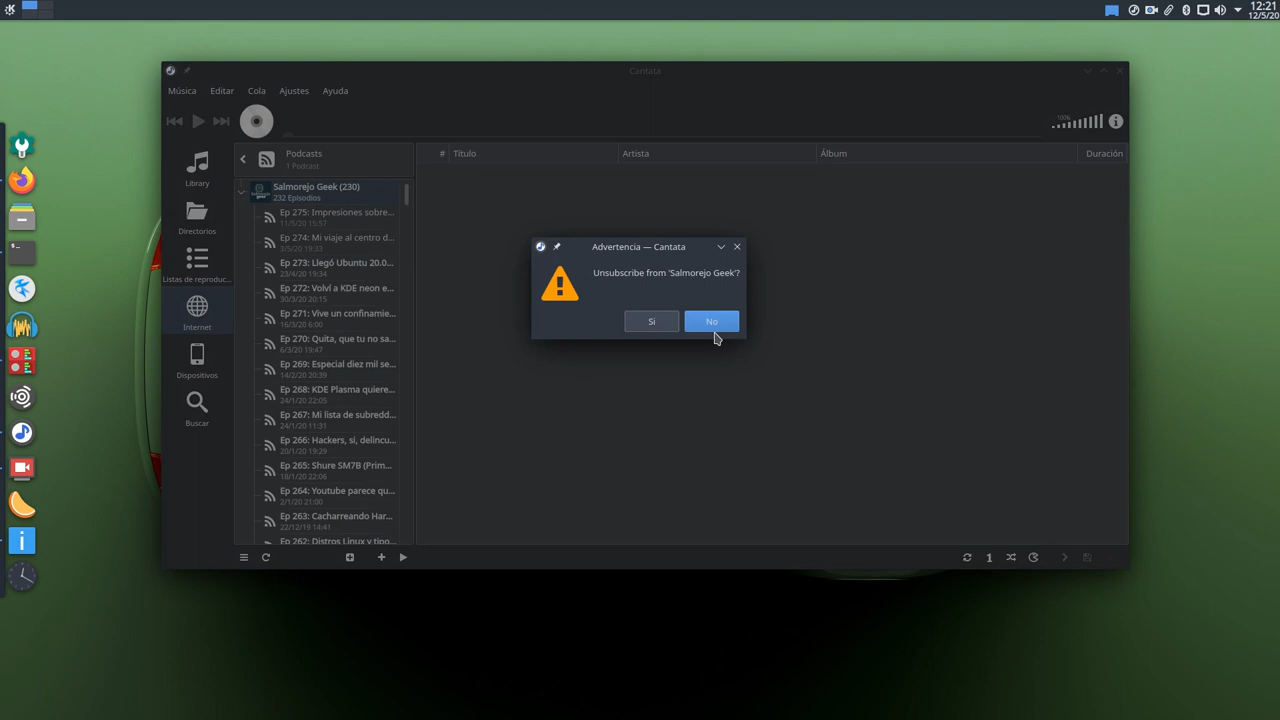 12:21
12/5/20
Cantata
Música Editar Cola Ajustes Ayuda
100%
Library
Directorios
Listas de reproduc...
Internet
Dispositivos
Buscar
Podcasts
1 Podcast
Salmorejo Geek (230)
232 Episodios
Ep 275: Impresiones sobre...
11/5/20 15:57
Ep 274: Mi viaje al centro d...
3/5/20 19:33
Ep 273: Llegó Ubuntu 20.0...
23/4/20 19:34
Ep 272: Volví a KDE neon e...
30/3/20 20:15
Ep 271: Vive un confinamie...
16/3/20 6:00
Ep 270: Quita, que tu no sa...
6/3/20 19:47
Ep 269: Especial diez mil se...
14/2/20 20:39
Ep 268: KDE Plasma quiere...
24/1/20 22:05
Ep 267: Mi lista de subredd...
24/1/20 11:31
Ep 266: Hackers, si, delincu...
20/1/20 19:29
Ep 265: Shure SM7B (Prim...
18/1/20 22:06
Ep 264: Youtube parece qu...
2/1/20 21:00
Ep 263: Cacharreando Har...
22/12/19 14:41
Ep 262: Distros Linux y tipo...
# Título Artista Álbum Duración
Advertencia — Cantata
Unsubscribe from 'Salmorejo Geek'?
Si No
1